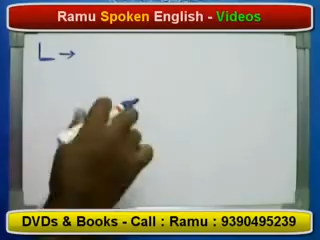 Ramu Spoken English - Videos
L →
DVDs & Books - Call : Ramu : 9390495239